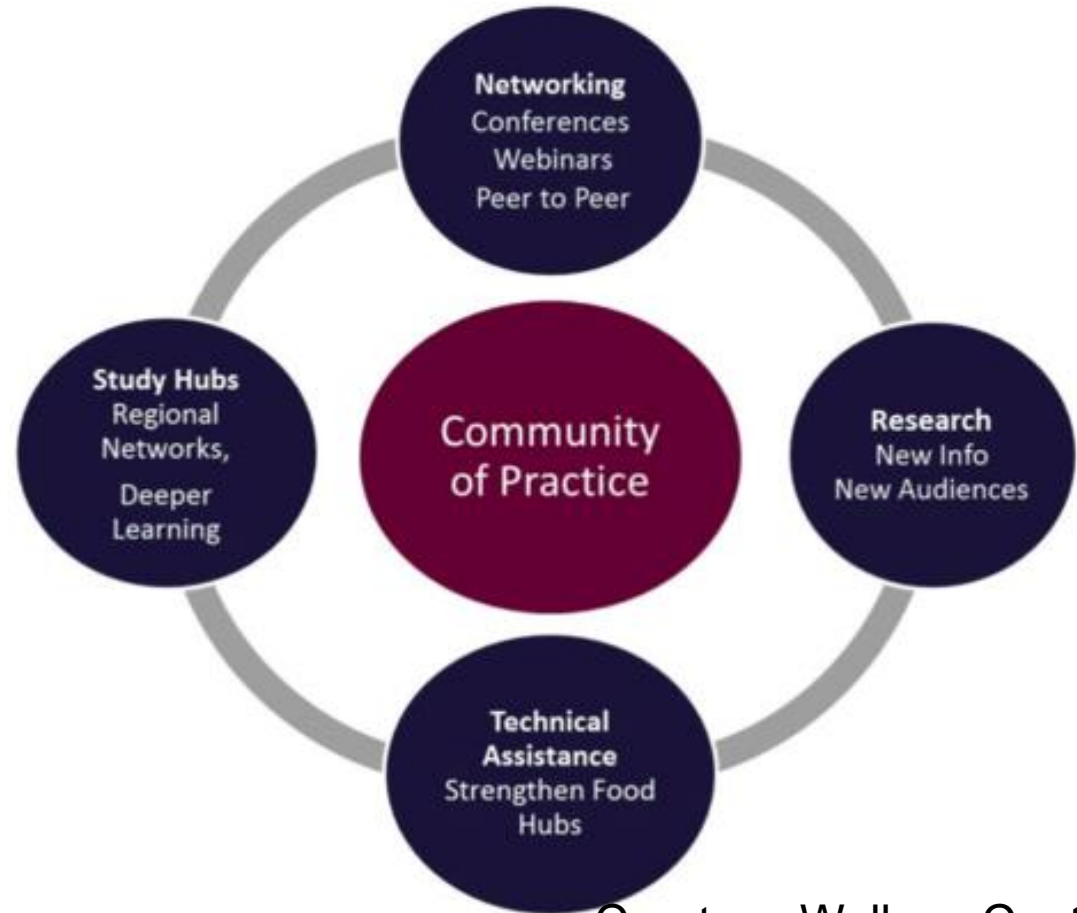 Networking
Conferences
Webinars
Peer to Peer
Study Hubs
Regional
Networks,
Deeper
Learning
Community
of Practice
Research
New Info
New Audiences
Technical
Assistance
Strengthen Food
Hubs